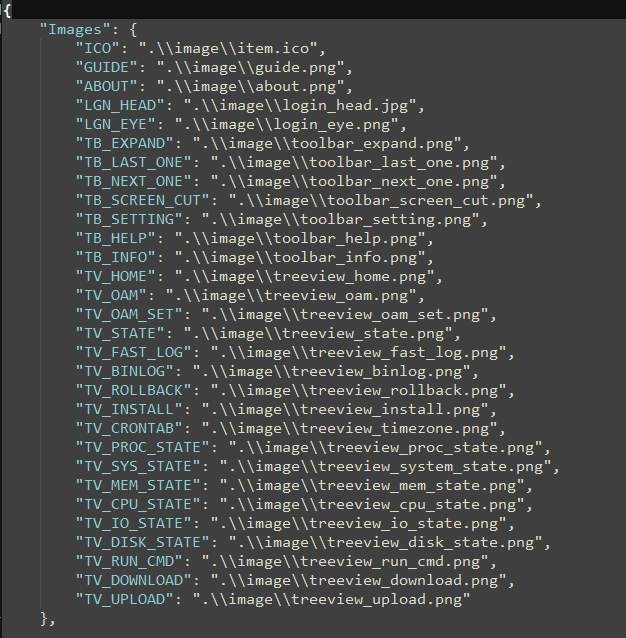 {
"Images": {
"ICO": ".\\image\\item.ico",
"GUIDE": ".\\image\\guide.png",
"ABOUT": ".\\image\\about.png",
"LGN_HEAD": ".\\image\\login_head.jpg",
"LGN_EYE": ".\\image\\login_eye.png",
"TB_EXPAND": ".\\image\\toolbar_expand.png",
"TB_LAST_ONE": ".\\image\\toolbar_last_one.png",
"TB_NEXT_ONE": ".\\image\\toolbar_next_one.png",
"TB_SCREEN_CUT": ".\\image\\toolbar_screen_cut.png",
"TB_SETTING": ".\\image\\toolbar_setting.png",
"TB_HELP": ".\\image\\toolbar_help.png",
"TB_INFO": ".\\image\\toolbar_info.png",
"TV_HOME": ".\\image\\treeview_home.png",
"TV_OAM": ".\\image\\treeview_oam.png",
"TV_OAM_SET": ".\\image\\treeview_oam_set.png",
"TV_STATE": ".\\image\\treeview_state.png",
"TV_FAST_LOG": ".\\image\\treeview_fast_log.png",
"TV_BINLOG": ".\\image\\treeview_binlog.png",
"TV_ROLLBACK": ".\\image\\treeview_rollback.png",
"TV_INSTALL": ".\\image\\treeview_install.png",
"TV_CRONTAB": ".\\image\\treeview_timezone.png",
"TV_PROC_STATE": ".\\image\\treeview_proc_state.png",
"TV_SYS_STATE": ".\\image\\treeview_system_state.png",
"TV_MEM_STATE": ".\\image\\treeview_mem_state.png",
"TV_CPU_STATE": ".\\image\\treeview_cpu_state.png",
"TV_IO_STATE": ".\\image\\treeview_io_state.png",
"TV_DISK_STATE": ".\\image\\treeview_disk_state.png",
"TV_RUN_CMD": ".\\image\\treeview_run_cmd.png",
"TV_DOWNLOAD": ".\\image\\treeview_download.png",
"TV_UPLOAD": ".\\image\\treeview_upload.png"
},